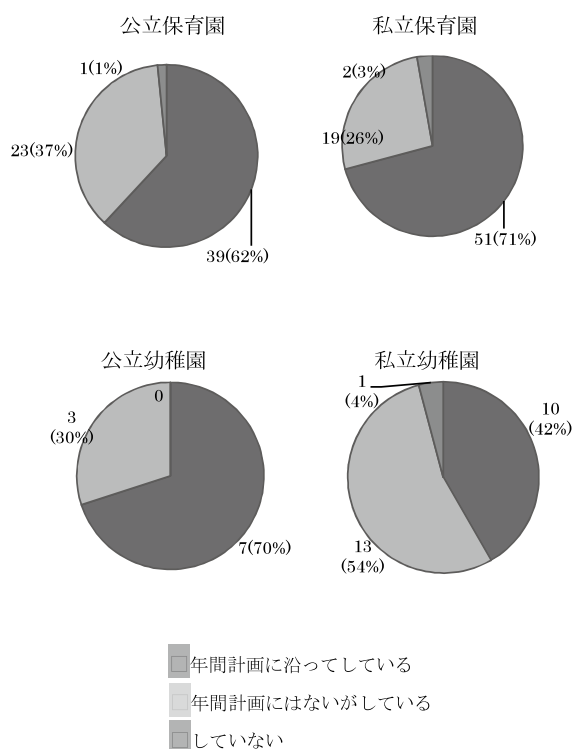 公立保育園
私立保育園
1(1%)
23(37%)
39(62%)
2(3%)
19(26%)
51(71%)
公立幼稚園
私立幼稚園
0
3
(30%)
7(70%)
1
(4%)
10
(42%)
13
(54%)
年間計画に沿ってしている
年間計画にはないがしている
していない